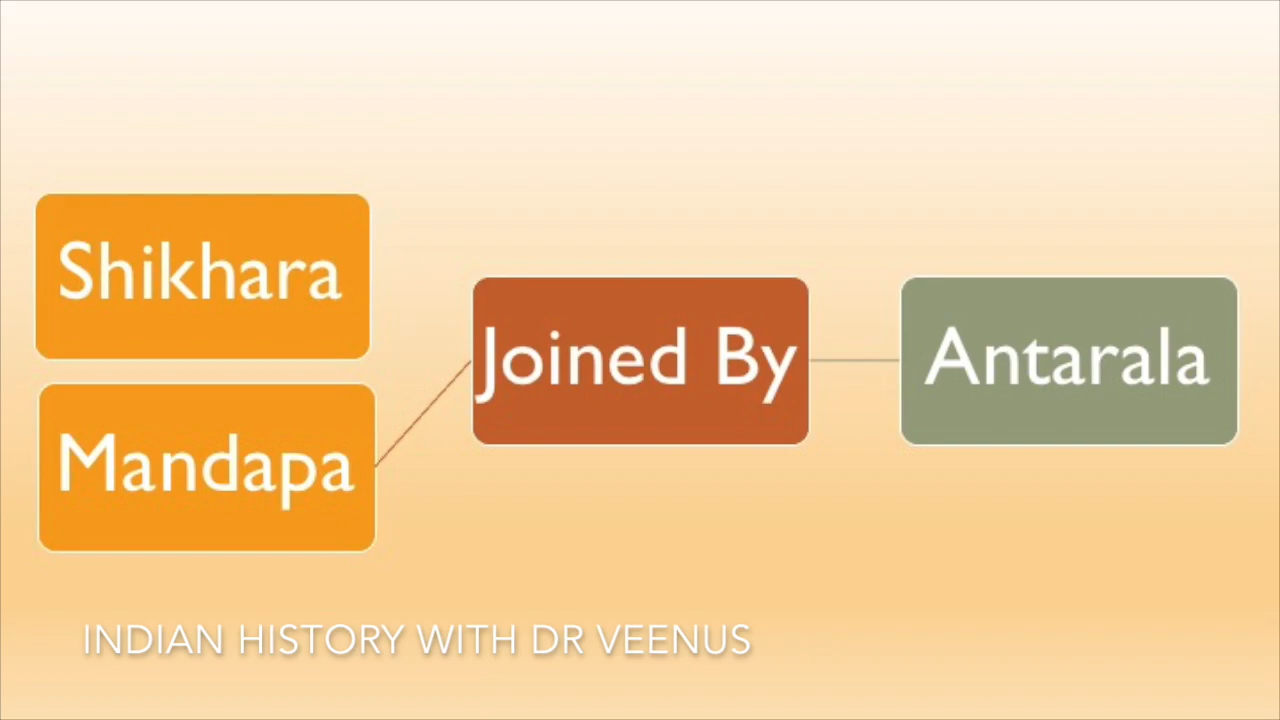 Shikhara
Mandapa
Joined By
Antarala
INDIAN HISTORY WITH DR VEENUS